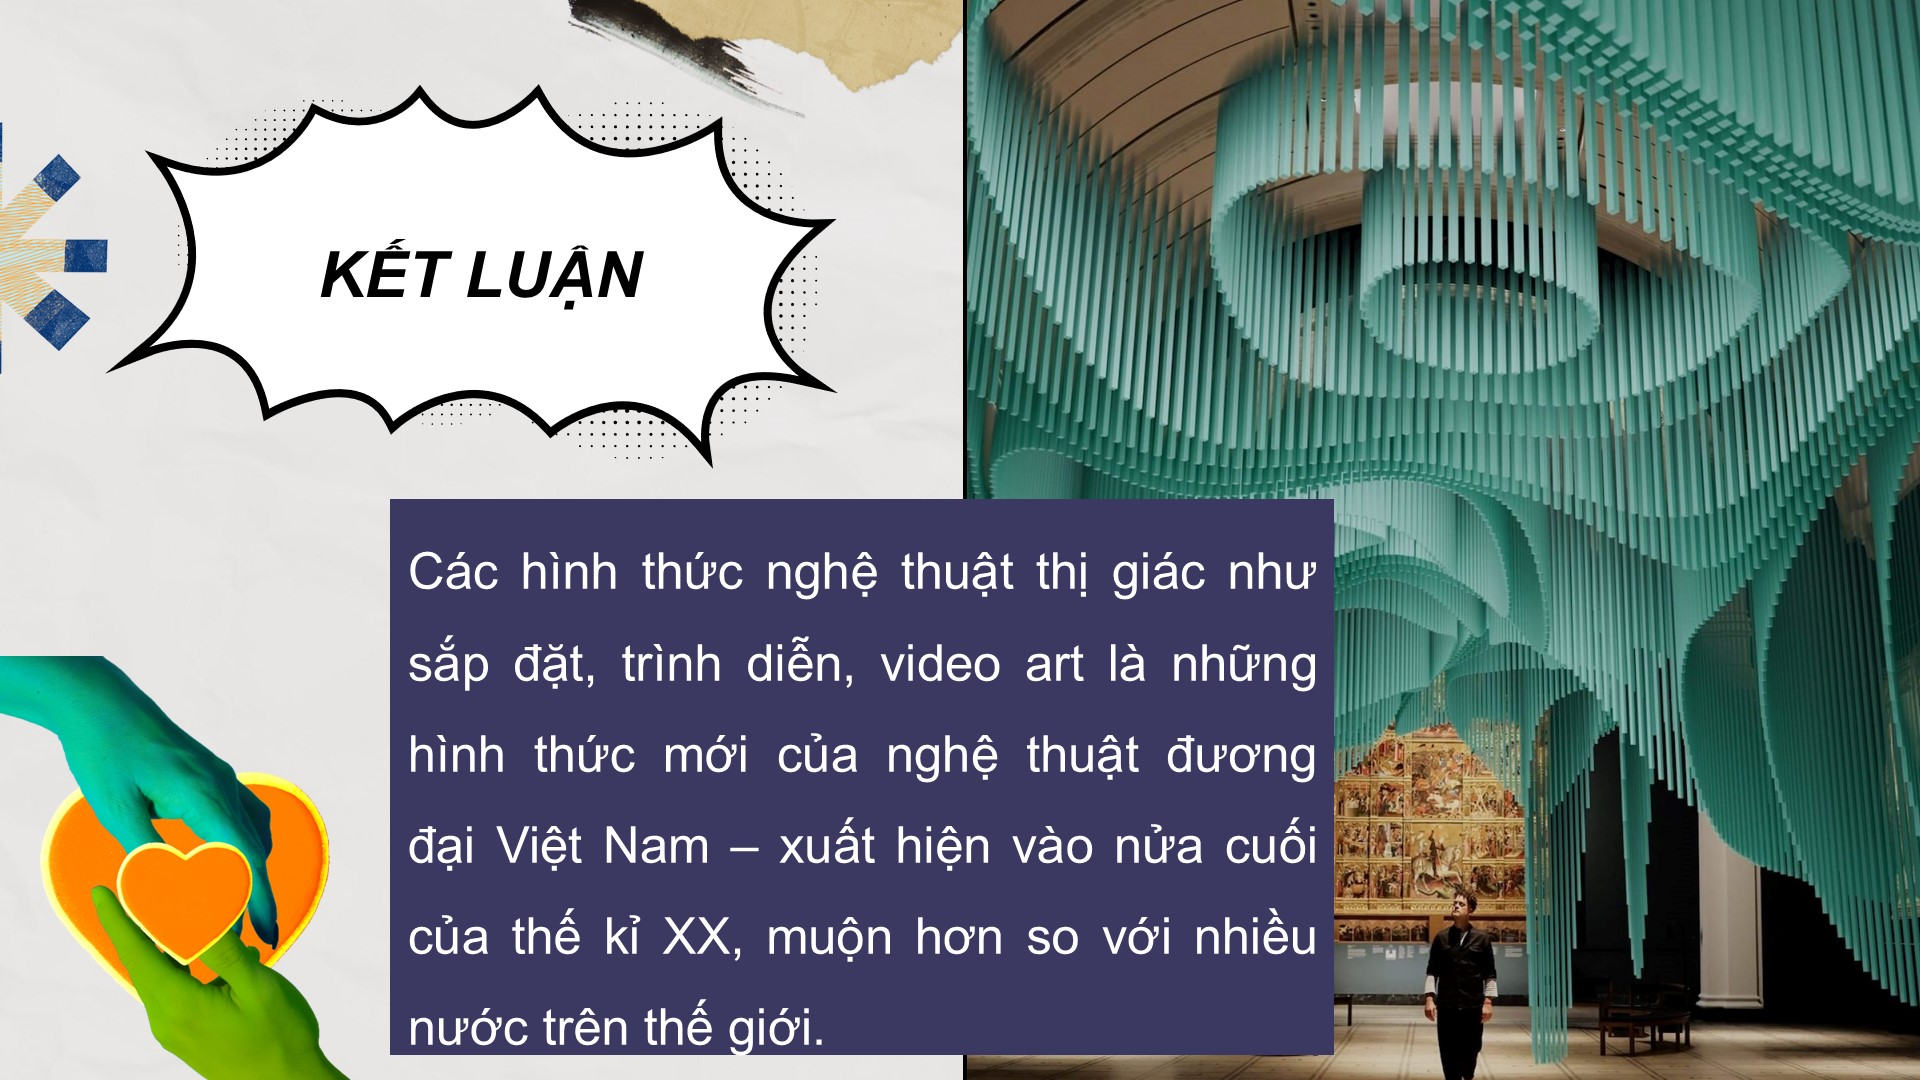 KẾT LUẬN
Các hình thức nghệ thuật thị giác như
sắp đặt, trình diễn, video art là những
hình thức mới của nghệ thuật đương
đại Việt Nam – xuất hiện vào nửa cuối
của thế kỉ XX, muộn hơn so với nhiều
nước trên thế giới.